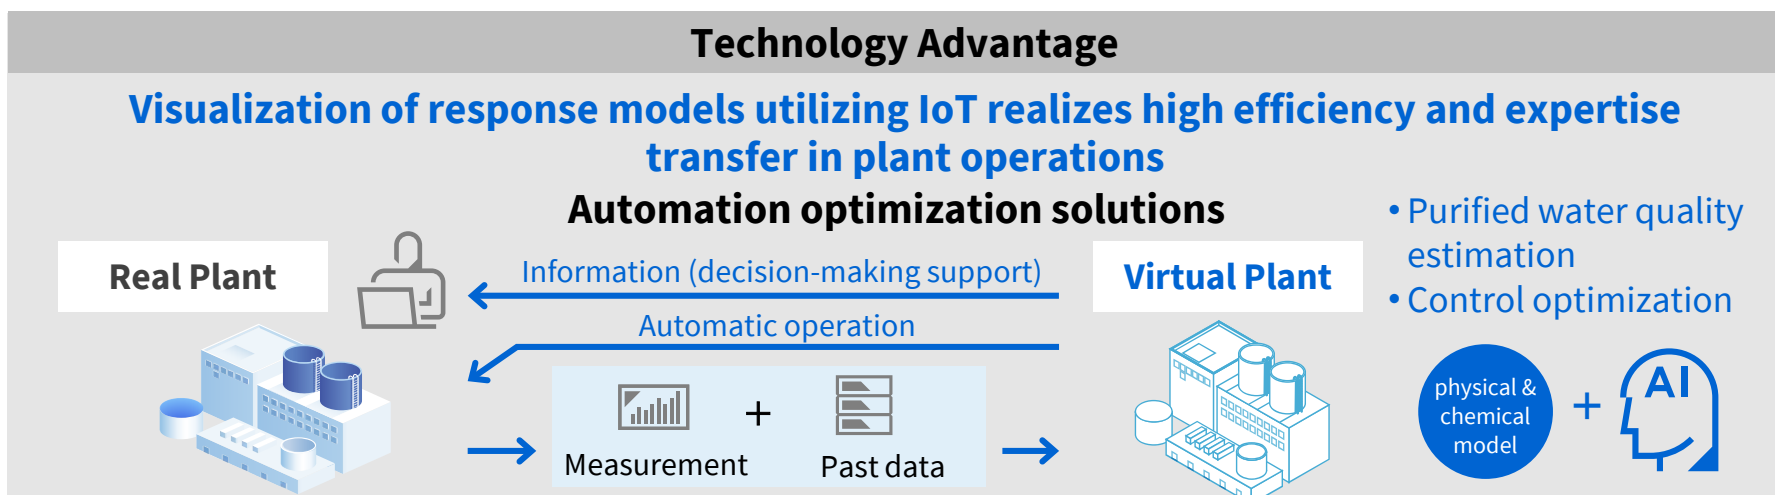 Technology Advantage
Visualization of response models utilizing IoT realizes high efficiency and expertise
transfer in plant operations
Automation optimization solutions
Real Plant
Information (decision-making support)
Automatic operation
Measurement
+
Past data
Virtual Plant
• Purified water quality
estimation
• Control optimization
physical &
chemical
model
+
AI